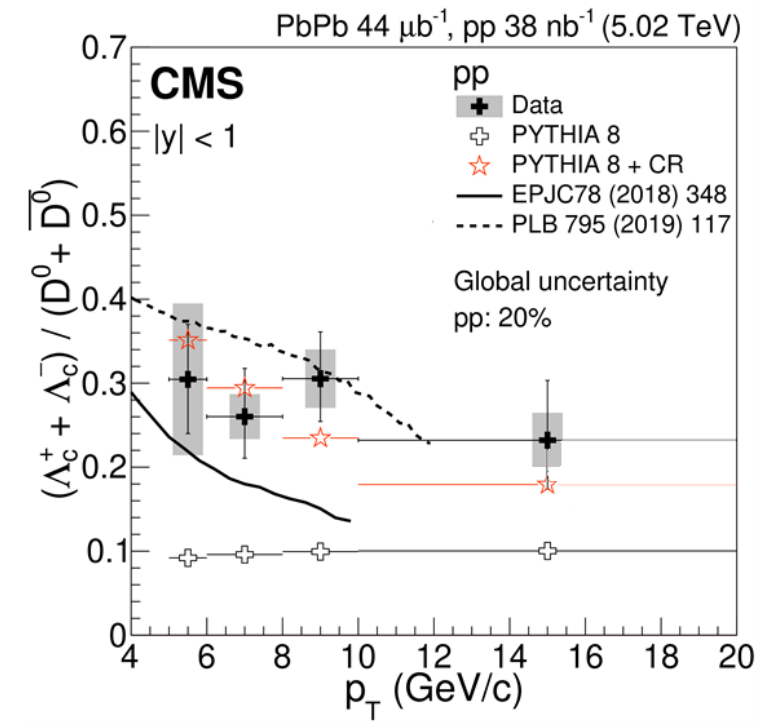 PbPb 44 μb⁻¹, pp 38 nb⁻¹ (5.02 TeV)
CMS
|y| < 1
pp
Data
PYTHIA 8
PYTHIA 8 + CR
EPJC78 (2018) 348
PLB 795 (2019) 117
Global uncertainty
pp: 20%
(Λ_c⁺ + Λ_c⁻) / (D⁰ + D̅⁰)
0.7
0.6
0.5
0.4
0.3
0.2
0.1
0
4 6 8 10 12 14 16 18 20
p_T (GeV/c)